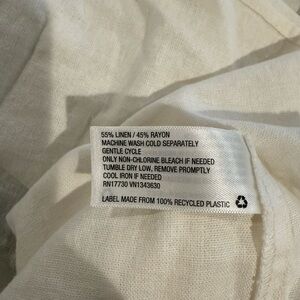 55% LINEN / 45% RAYON
MACHINE WASH COLD SEPARATELY
GENTLE CYCLE
ONLY NON-CHLORINE BLEACH IF NEEDED
TUMBLE DRY LOW, REMOVE PROMPTLY
COOL IRON IF NEEDED
RN17730 VN1343630
LABEL MADE FROM 100% RECYCLED PLASTIC